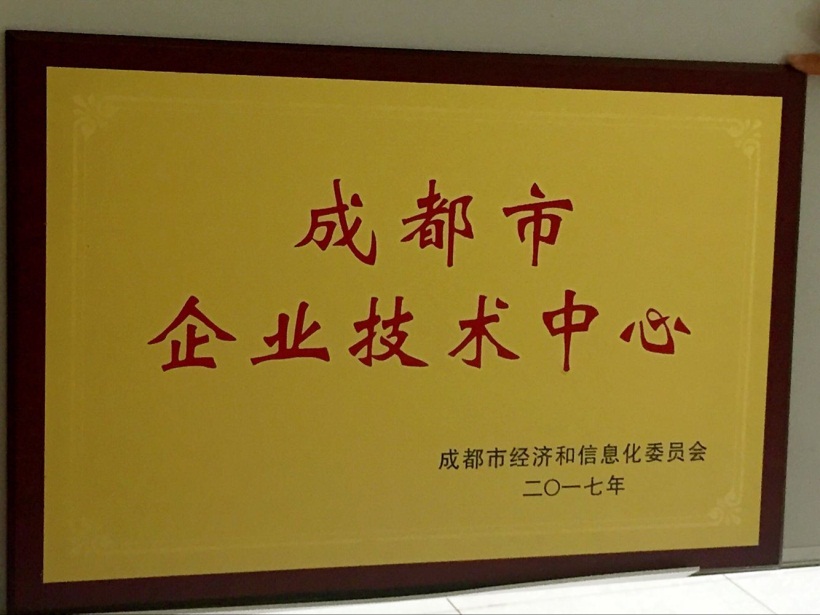 成都市
企业技术中心
成都市经济和信息化委员会
二〇一七年